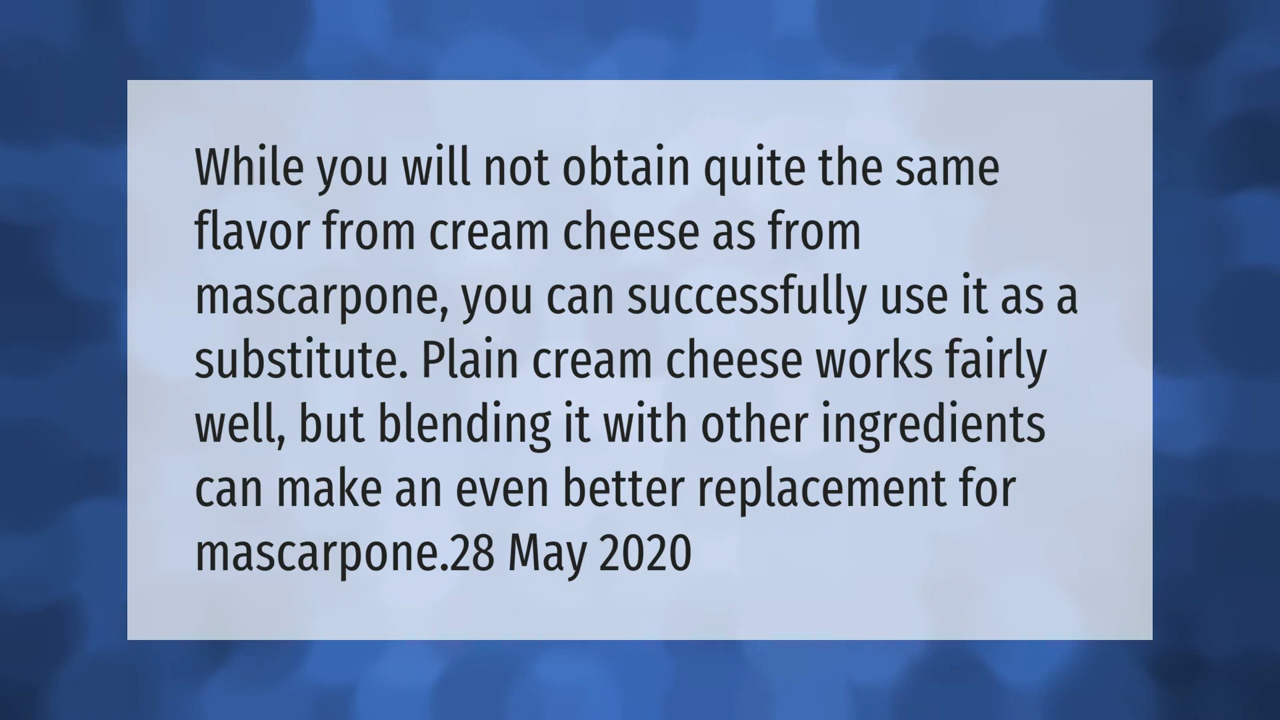 While you will not obtain quite the same
flavor from cream cheese as from
mascarpone, you can successfully use it as a
substitute. Plain cream cheese works fairly
well, but blending it with other ingredients
can make an even better replacement for
mascarpone.28 May 2020